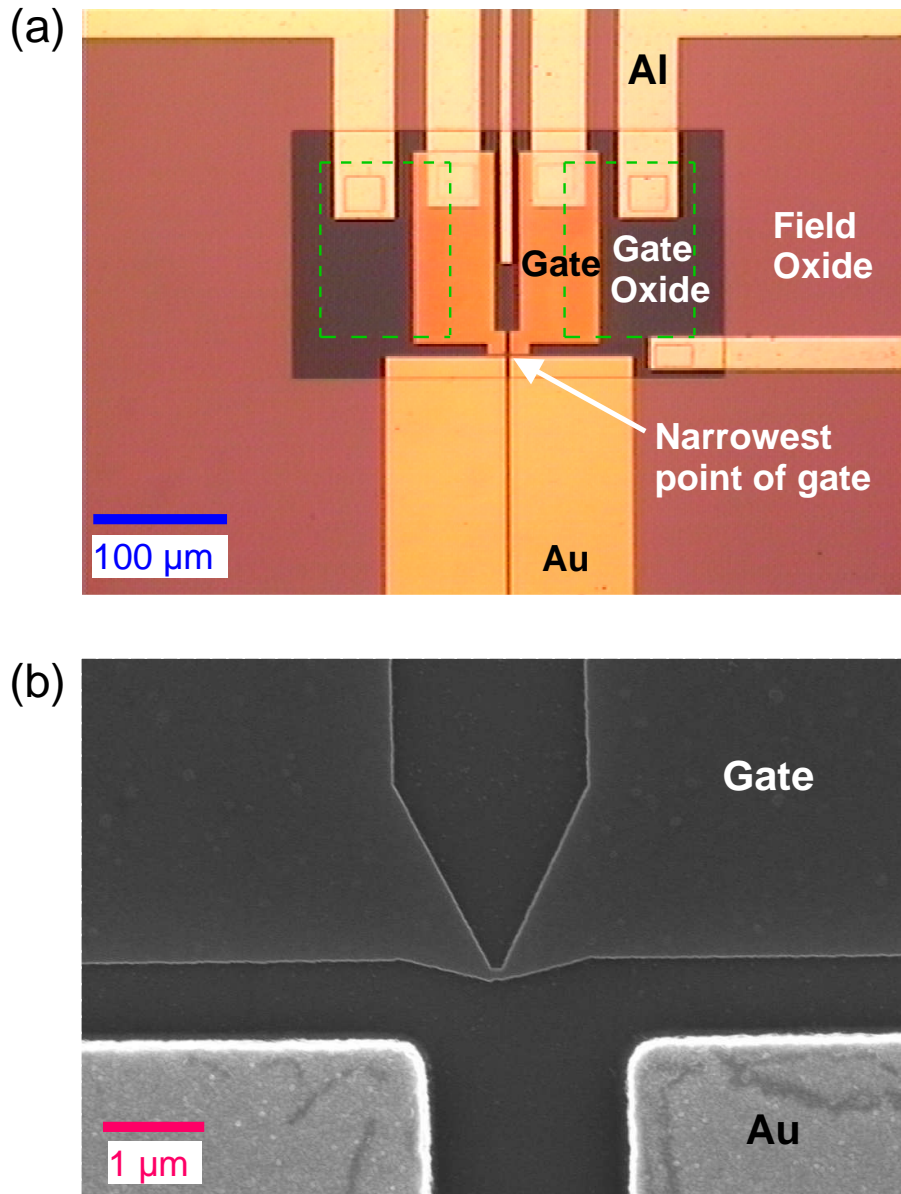 (a)
Al
Gate
Gate
Oxide
Field
Oxide
Narrowest
point of gate
100 µm
Au
(b)
Gate
1 µm
Au